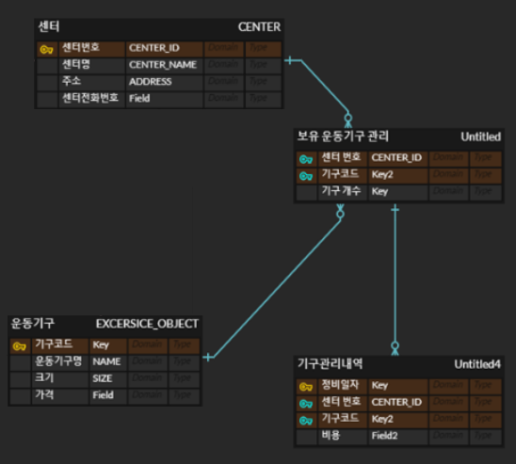 센터 CENTER
센터번호 CENTER_ID Domain Type
센터명 CENTER_NAME Domain Type
주소 ADDRESS Domain Type
센터전화번호 Field Domain Type
보유 운동기구 관리 Untitled
센터 번호 CENTER_ID Domain Type
기구코드 Key2 Domain Type
기구 개수 Key Domain Type
운동기구 EXCERSICE_OBJECT
기구코드 Key Domain Type
운동기구명 NAME Domain Type
크기 SIZE Domain Type
가격 Field Domain Type
기구관리내역 Untitled4
정비일자 Key Domain Type
센터 번호 CENTER_ID Domain Type
기구코드 Key2 Domain Type
비용 Field2 Domain Type